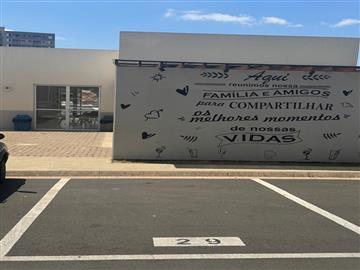 Aqui
reunimos nossa
FAMÍLIA E AMIGOS
para COMPARTILHAR
os melhores momentos
de nossas
VIDAS
29